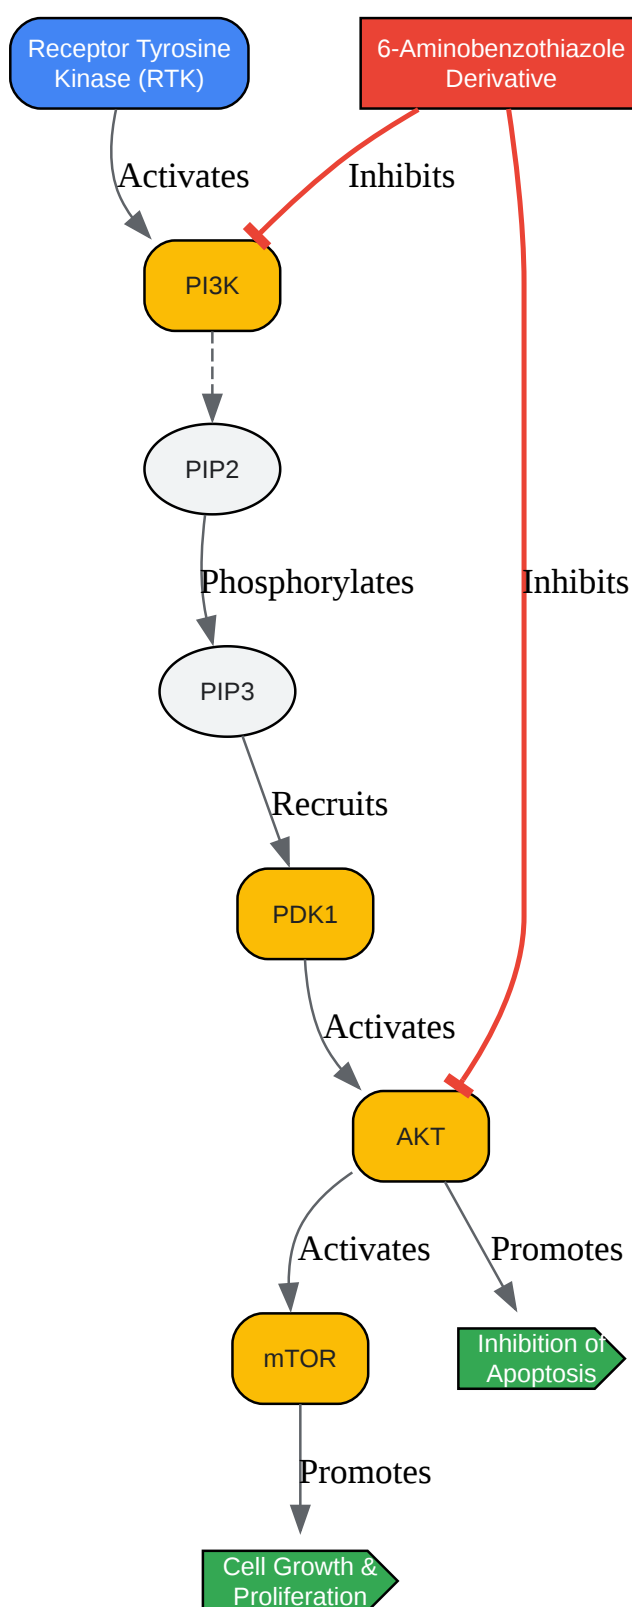 Receptor Tyrosine
Kinase (RTK)
6-Aminobenzothiazole
Derivative
Activates
Inhibits
PI3K
PIP2
Phosphorylates
Inhibits
PIP3
Recruits
PDK1
Activates
AKT
Activates
Promotes
Inhibition of
Apoptosis
mTOR
Promotes
Cell Growth &
Proliferation